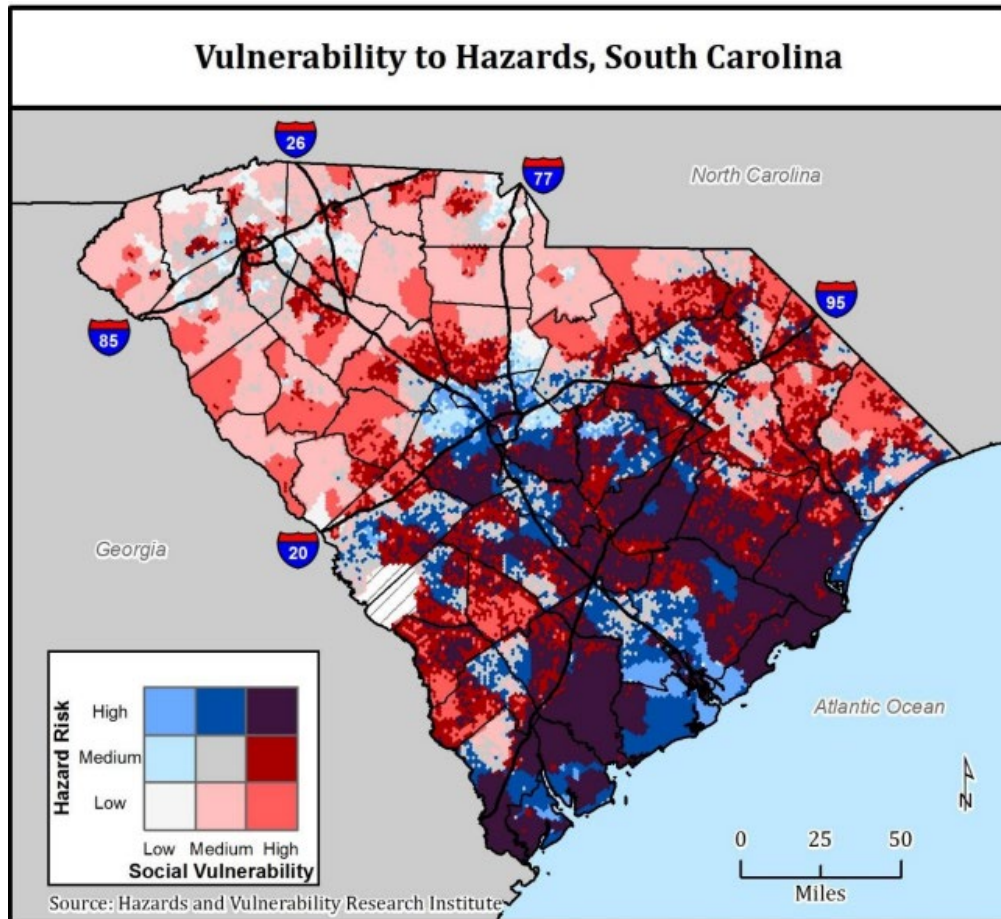 Vulnerability to Hazards, South Carolina
26
77
North Carolina
95
85
20
Georgia
Atlantic Ocean
Hazard Risk
High
Medium
Low
Low Medium High
Social Vulnerability
N
0 25 50
Miles
Source: Hazards and Vulnerability Research Institute